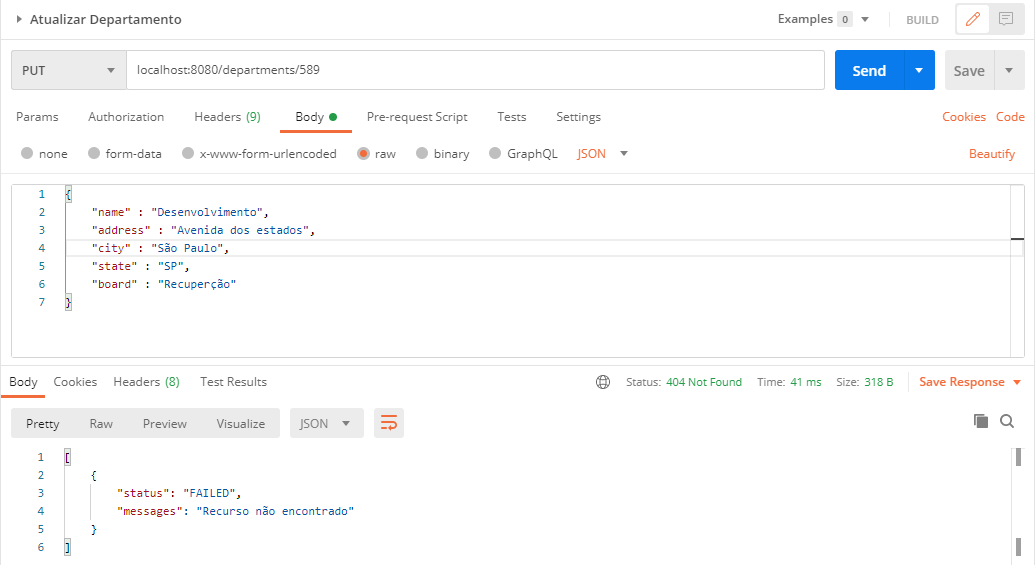 Atualizar Departamento Examples 0 BUILD
PUT localhost:8080/departments/589 Send Save
Params Authorization Headers (9) Body Pre-request Script Tests Settings Cookies Code
none form-data x-www-form-urlencoded raw binary GraphQL JSON Beautify
1 {
2 "name" : "Desenvolvimento",
3 "address" : "Avenida dos estados",
4 "city" : "São Paulo",
5 "state" : "SP",
6 "board" : "Recuperção"
7 }
Body Cookies Headers (8) Test Results Status: 404 Not Found Time: 41 ms Size: 318 B Save Response
Pretty Raw Preview Visualize JSON
1 [
2 {
3 "status": "FAILED",
4 "messages": "Recurso não encontrado"
5 }
6 ]